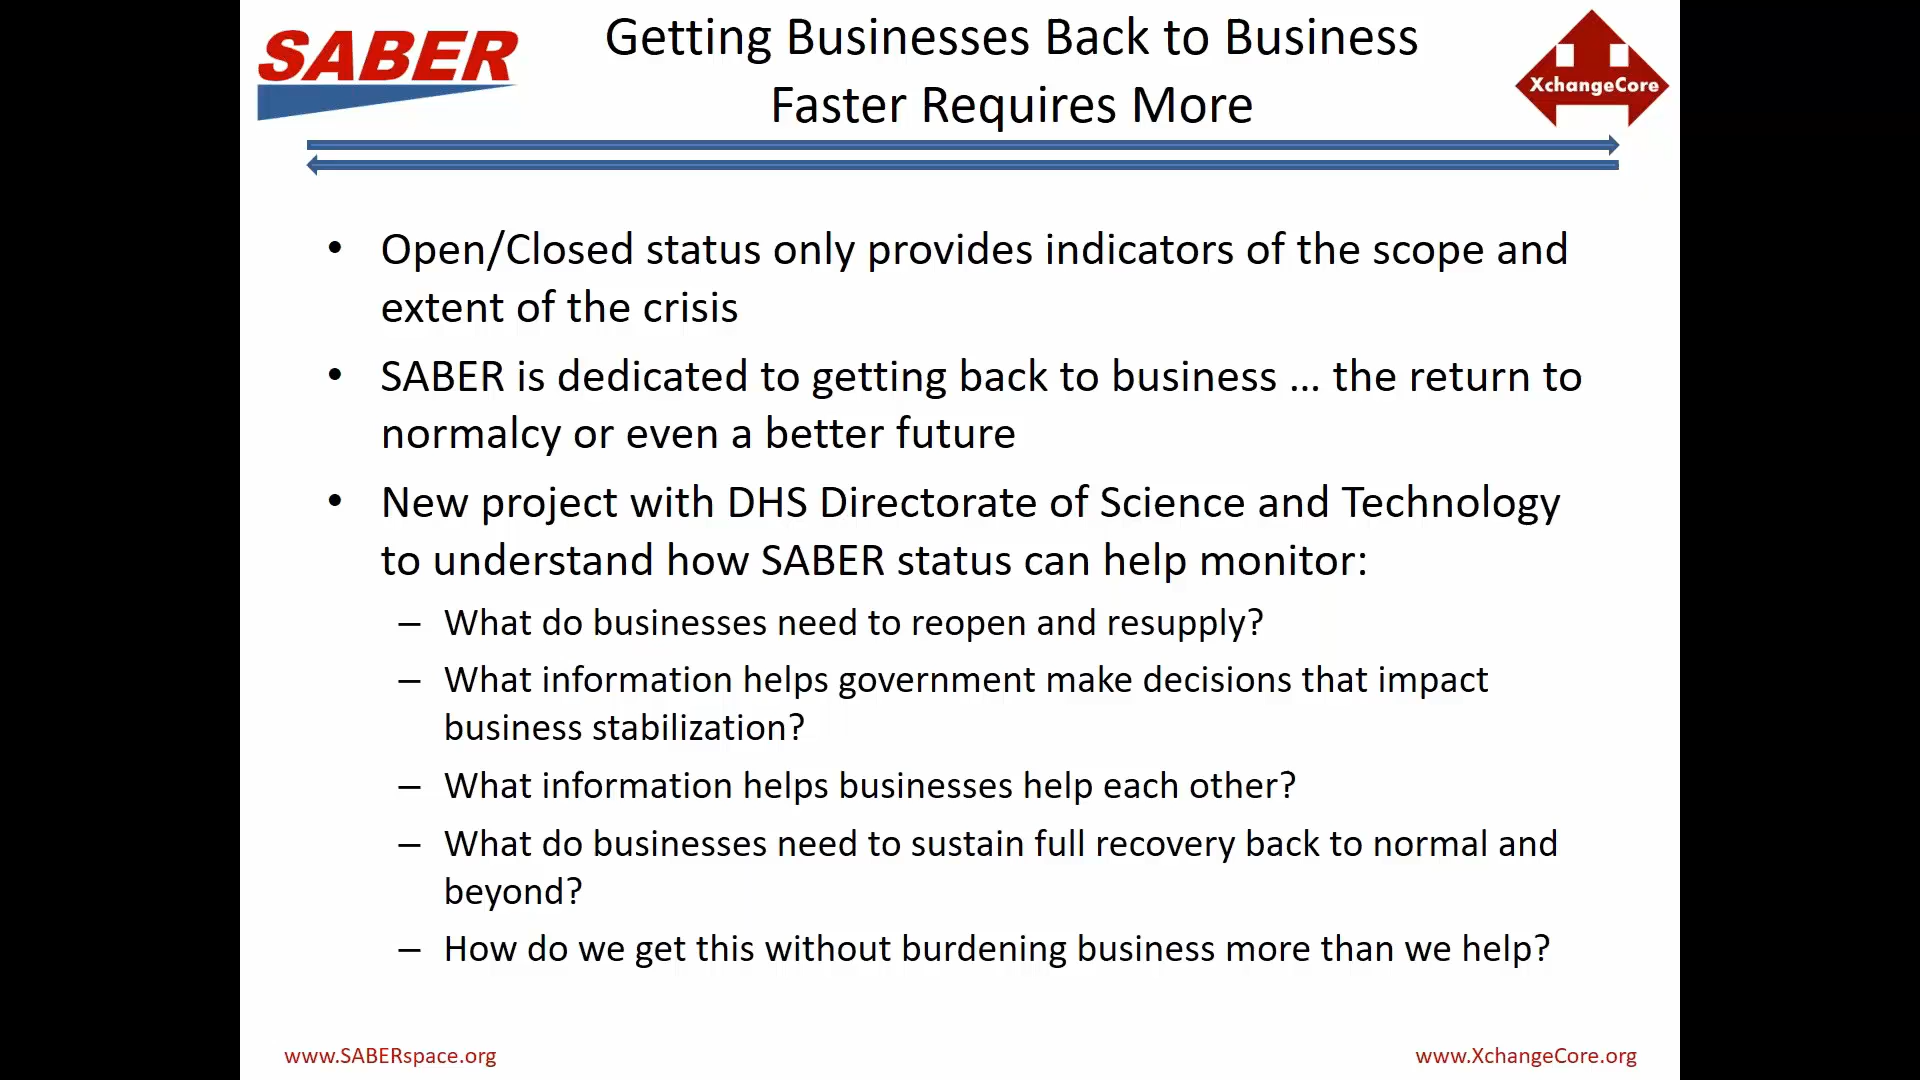 SABER
Getting Businesses Back to Business
Faster Requires More
XchangeCore
• Open/Closed status only provides indicators of the scope and
extent of the crisis
• SABER is dedicated to getting back to business ... the return to
normalcy or even a better future
• New project with DHS Directorate of Science and Technology
to understand how SABER status can help monitor:
– What do businesses need to reopen and resupply?
– What information helps government make decisions that impact
business stabilization?
– What information helps businesses help each other?
– What do businesses need to sustain full recovery back to normal and
beyond?
– How do we get this without burdening business more than we help?
www.SABERspace.org
www.XchangeCore.org